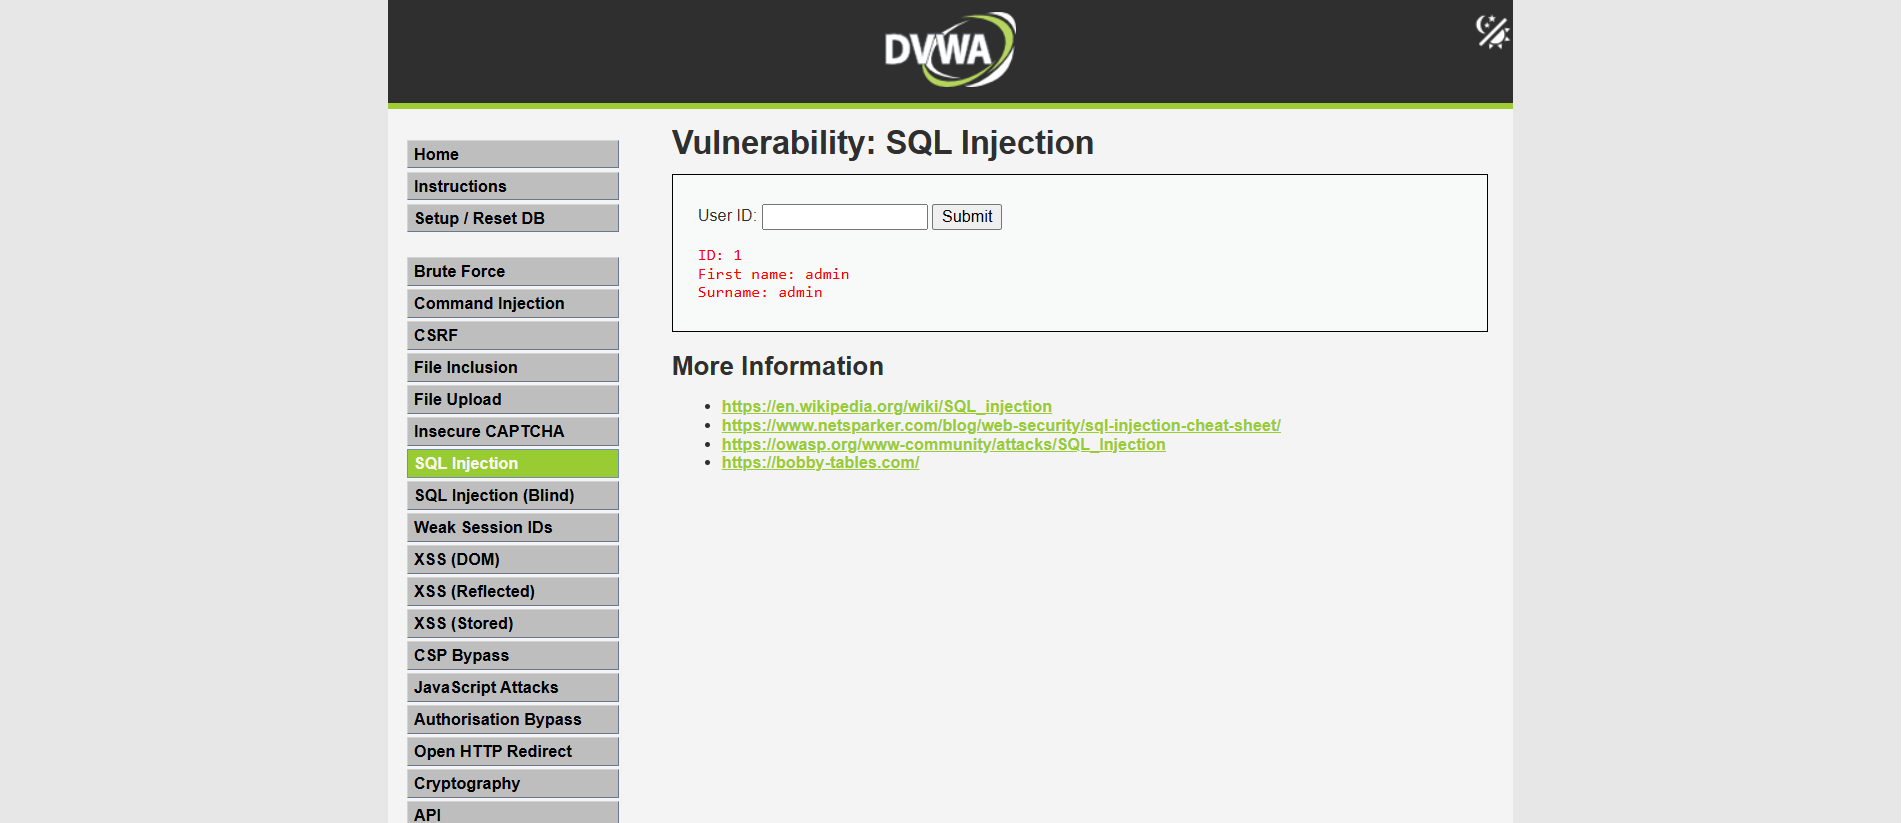 DVWA
Home
Instructions
Setup / Reset DB
Brute Force
Command Injection
CSRF
File Inclusion
File Upload
Insecure CAPTCHA
SQL Injection
SQL Injection (Blind)
Weak Session IDs
XSS (DOM)
XSS (Reflected)
XSS (Stored)
CSP Bypass
JavaScript Attacks
Authorisation Bypass
Open HTTP Redirect
Cryptography
API
Vulnerability: SQL Injection
User ID: Submit
ID: 1
First name: admin
Surname: admin
More Information
https://en.wikipedia.org/wiki/SQL_injection
https://www.netsparker.com/blog/web-security/sql-injection-cheat-sheet/
https://owasp.org/www-community/attacks/SQL_Injection
https://bobby-tables.com/